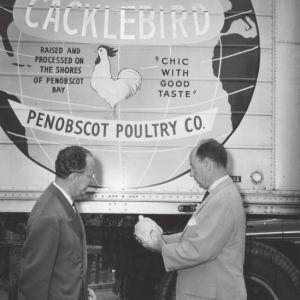 CACKLEBIRD
RAISED AND
PROCESSED ON
THE SHORES
OF PENOBSCOT
BAY
"CHIC
WITH
GOOD
TASTE"
PENOBSCOT POULTRY CO.